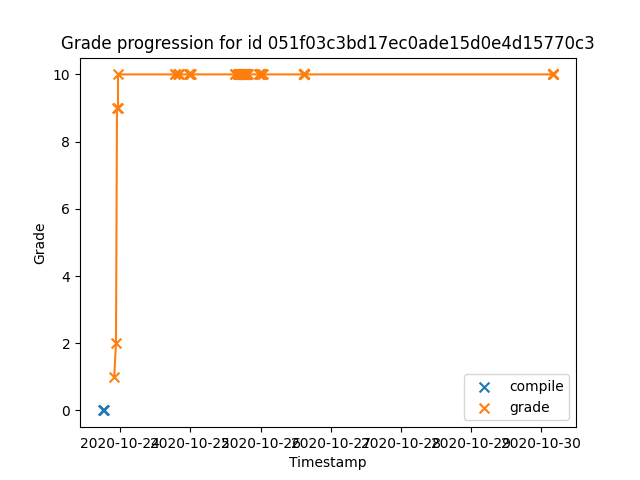 Grade progression for id 051f03c3bd17ec0ade15d0e4d15770c3
10
8
6
4
2
0
Grade
compile
grade
2020-10-24 2020-10-25 2020-10-26 2020-10-27 2020-10-28 2020-10-29 2020-10-30
Timestamp